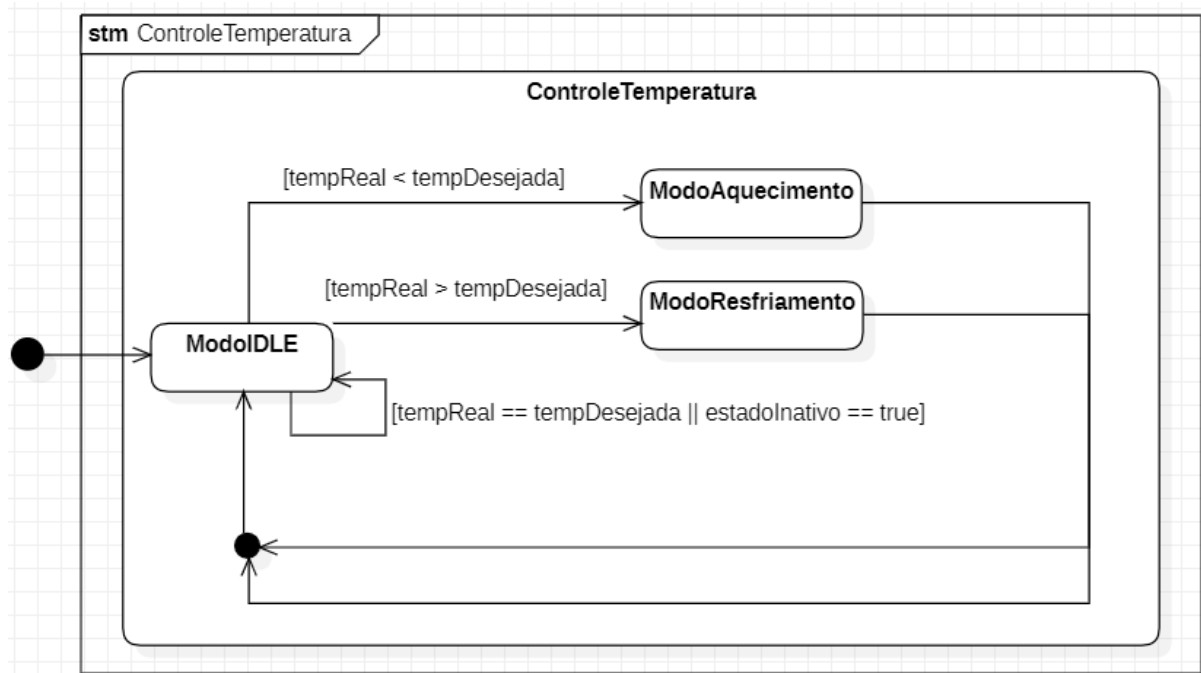 stm ControleTemperatura
ControleTemperatura
[tempReal < tempDesejada]
ModoAquecimento
[tempReal > tempDesejada]
ModoResfriamento
ModoIDLE
[tempReal == tempDesejada || estadoInativo == true]